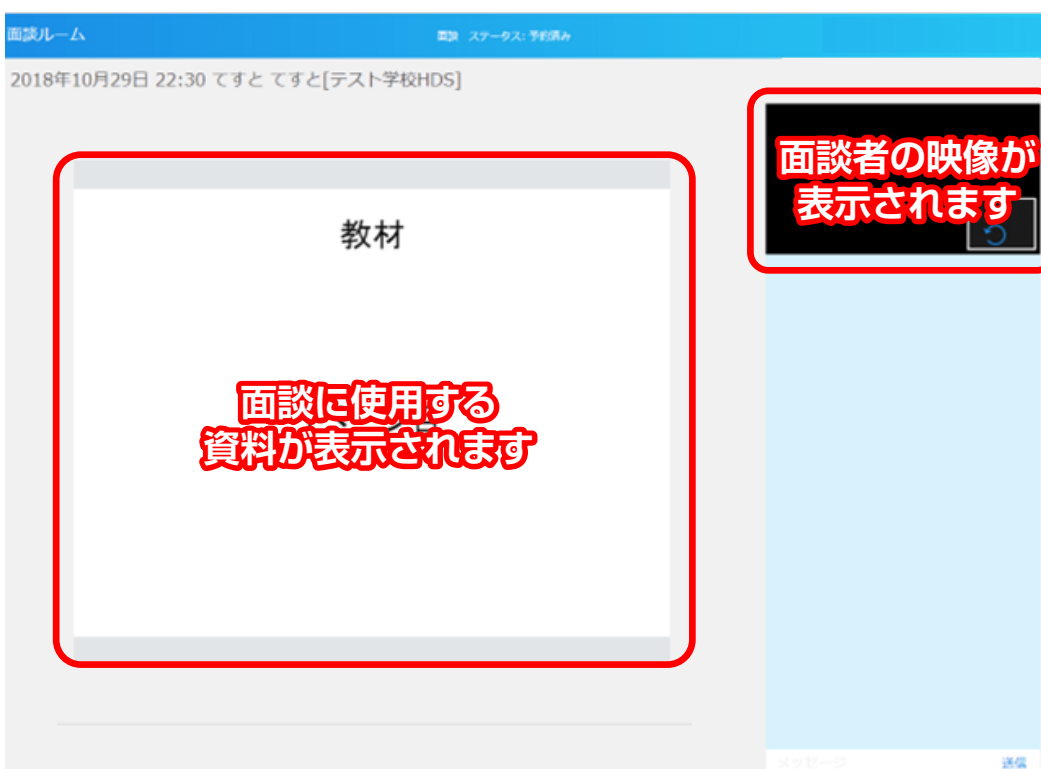 面談ルーム
面談 ステータス: 予約済み
2018年10月29日 22:30 てすと てすと[テスト学校HDS]
面談者の映像が
表示されます
教材
面談に使用する
資料が表示されます
メッセージ
送信